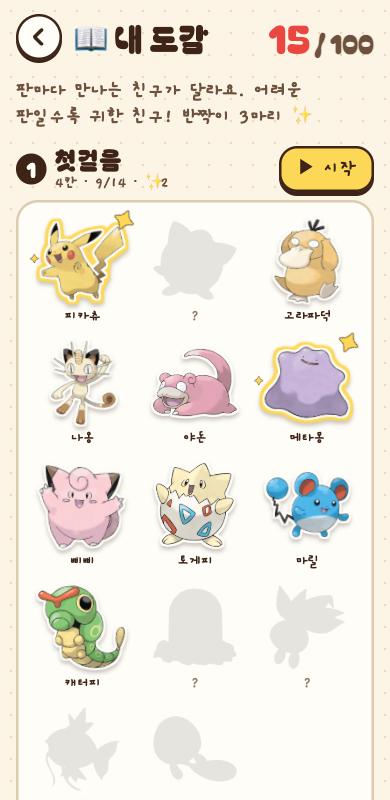 📖 내 도감 15/100
판마다 만나는 친구가 달라요. 어려운
판일수록 귀한 친구! 반짝이 3마리 ✨
1 첫걸음
4칸 · 9/14 · ✨2
▶ 시작
피카츄 ? 고라파덕
나옹 야돈 메타몽
삐삐 토게피 마릴
캐터피 ? ?